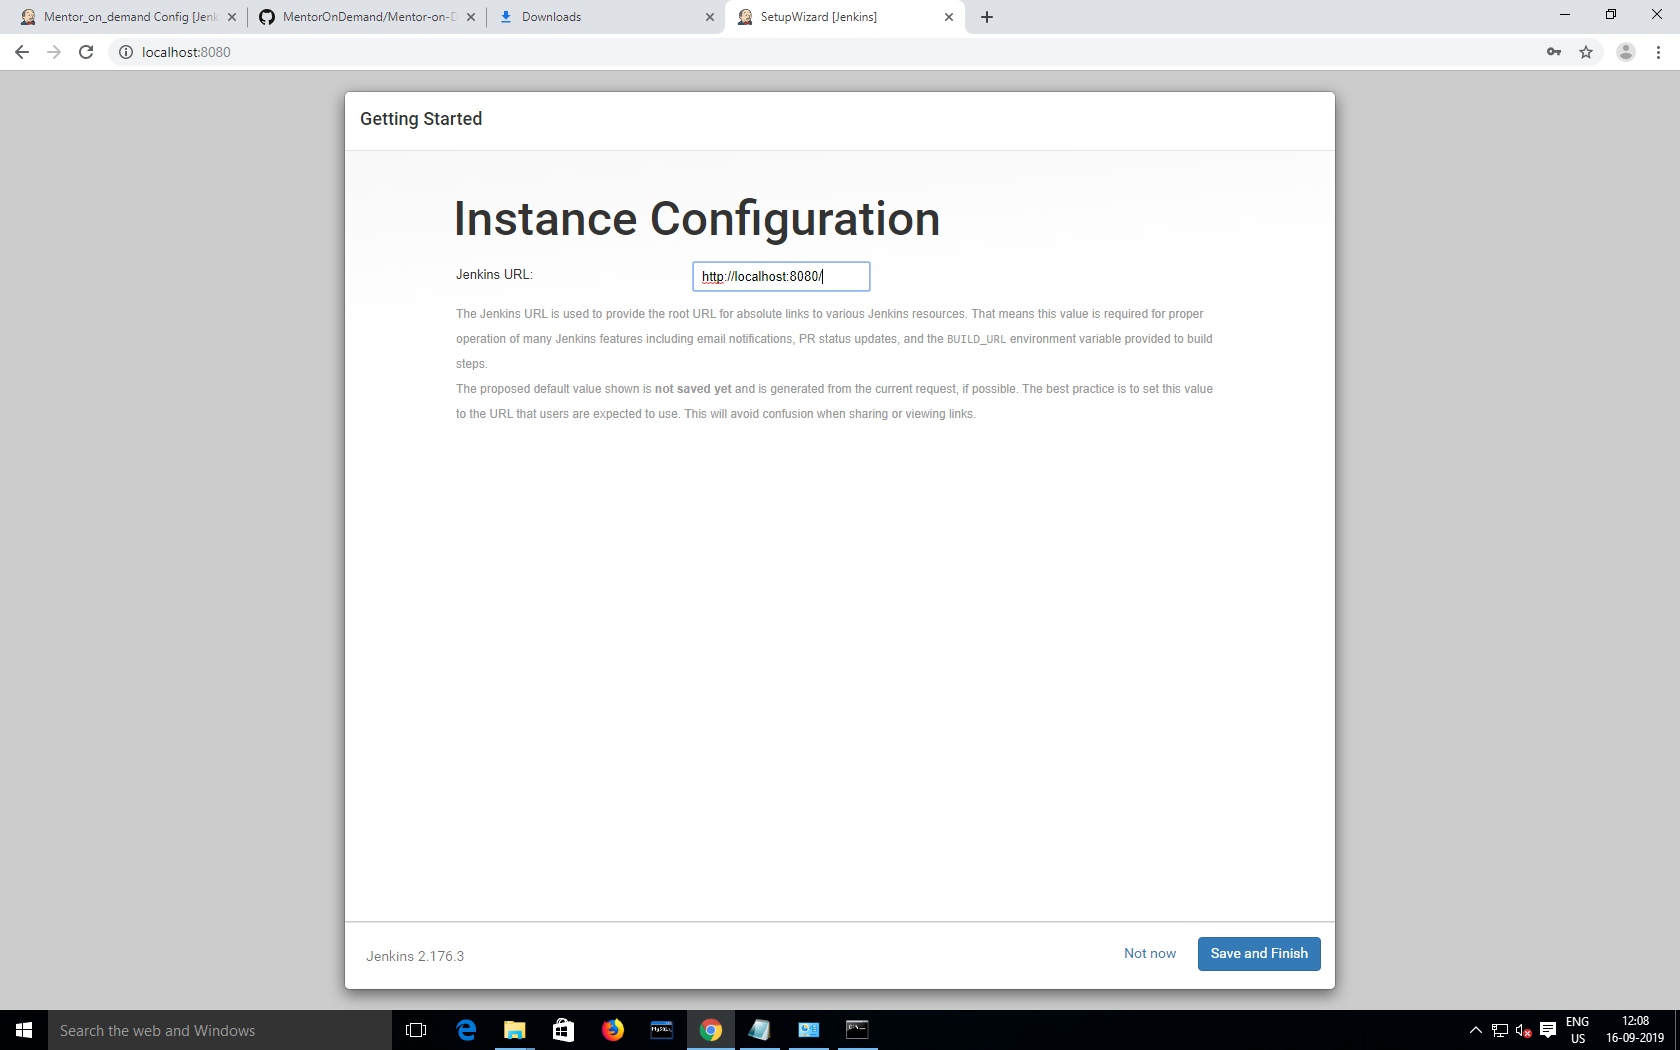 Mentor_on_demand Config [Jenk
MentorOnDemand/Mentor-on-D
Downloads
SetupWizard [Jenkins]
localhost:8080
Getting Started
Instance Configuration
Jenkins URL:
http://localhost:8080/
The Jenkins URL is used to provide the root URL for absolute links to various Jenkins resources. That means this value is required for proper
operation of many Jenkins features including email notifications, PR status updates, and the BUILD_URL environment variable provided to build
steps.
The proposed default value shown is not saved yet and is generated from the current request, if possible. The best practice is to set this value
to the URL that users are expected to use. This will avoid confusion when sharing or viewing links.
Jenkins 2.176.3
Not now
Save and Finish
Search the web and Windows
ENG
US
12:08
16-09-2019